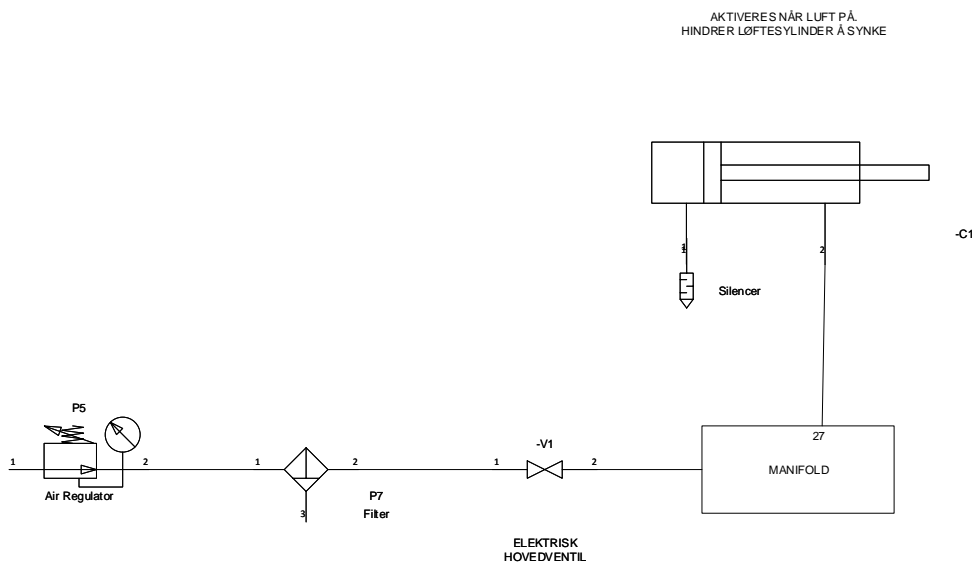 AKTIVERES NÅR LUFT PÅ.
HINDRER LØFTESYLINDER Å SYNKE
1
2
-C1
Silencer
P5
27
-V1
1
2
1
2
1
2
MANIFOLD
Air Regulator
P7
3
Filter
ELEKTRISK
HOVEDVENTIL